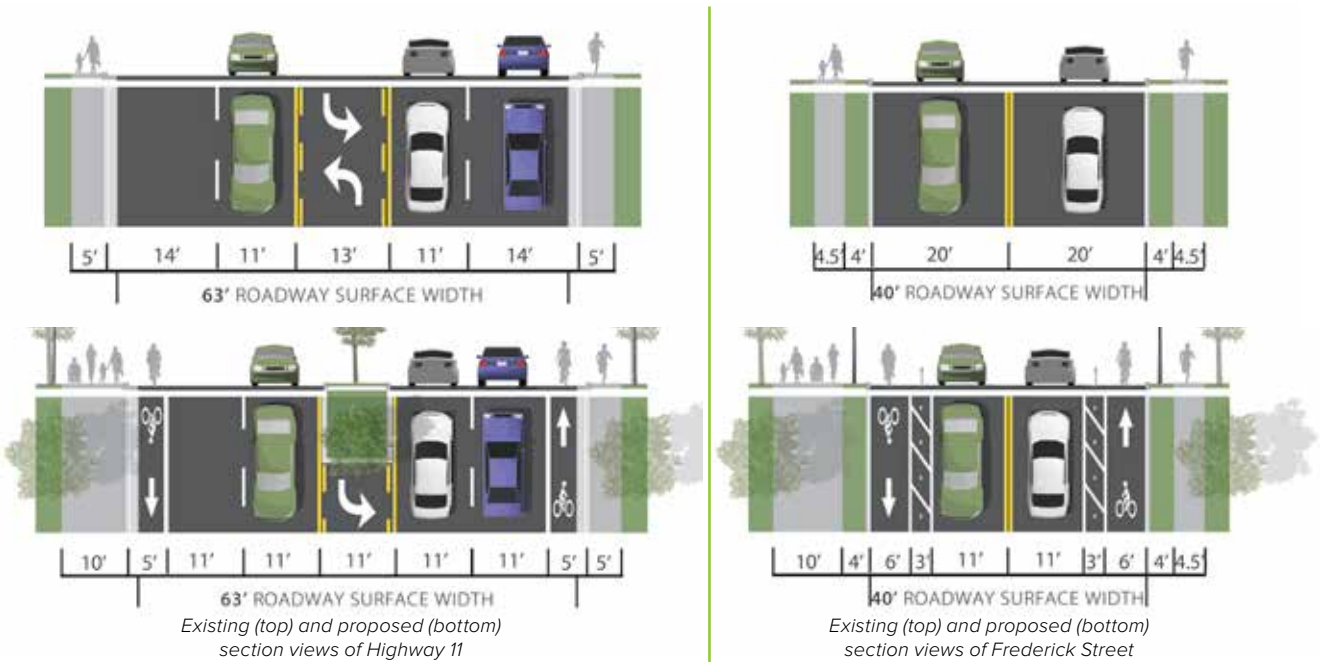 5' 14' 11' 13' 11' 14' 5'
63' ROADWAY SURFACE WIDTH
10' 5' 11' 11' 11' 11' 11' 5' 5'
63' ROADWAY SURFACE WIDTH
Existing (top) and proposed (bottom)
section views of Highway 11
4.5' 4' 20' 20' 4' 4.5'
40' ROADWAY SURFACE WIDTH
10' 4' 6' 3' 11' 11' 3' 6' 4' 4.5'
40' ROADWAY SURFACE WIDTH
Existing (top) and proposed (bottom)
section views of Frederick Street